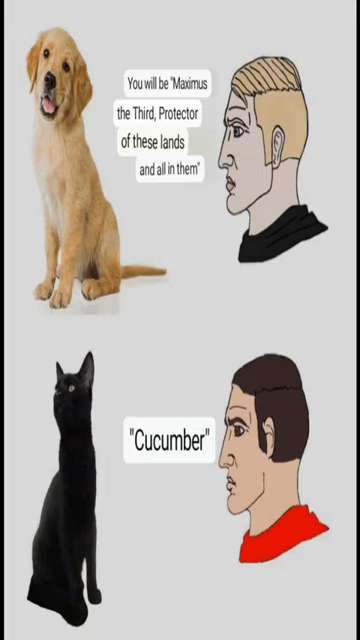 You will be "Maximus
the Third, Protector
of these lands
and all in them"
"Cucumber"